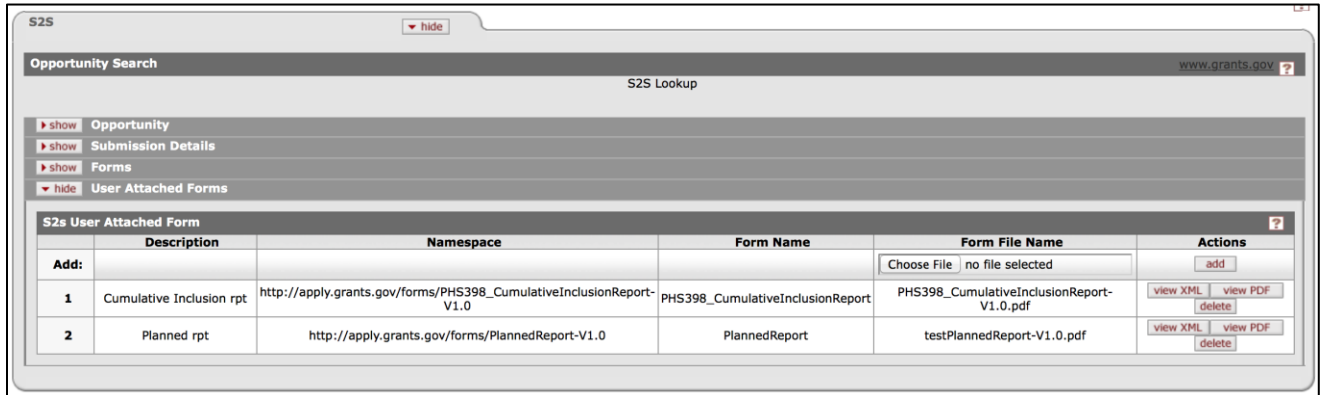 S2S
hide
Opportunity Search www.grants.gov ?
S2S Lookup
show Opportunity
show Submission Details
show Forms
hide User Attached Forms
S2s User Attached Form ?
Description Namespace Form Name Form File Name Actions
Add: Choose File no file selected add
1 Cumulative Inclusion rpt http://apply.grants.gov/forms/PHS398_CumulativeInclusionReport-V1.0 PHS398_CumulativeInclusionReport PHS398_CumulativeInclusionReport-V1.0.pdf view XML view PDF delete
2 Planned rpt http://apply.grants.gov/forms/PlannedReport-V1.0 PlannedReport testPlannedReport-V1.0.pdf view XML view PDF delete